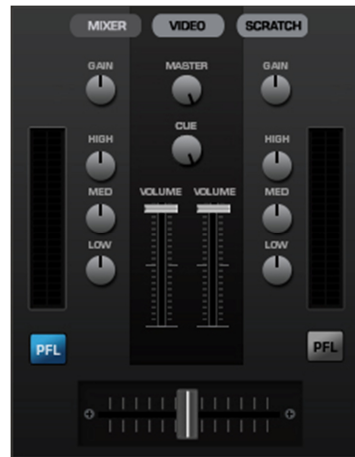 MIXER VIDEO SCRATCH
GAIN MASTER GAIN
CUE
HIGH HIGH
MED VOLUME VOLUME MED
LOW LOW
PFL PFL